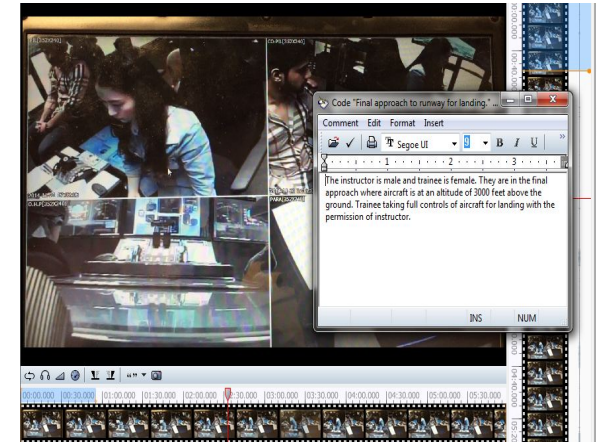 Code "Final approach to runway for landing." ...
Comment Edit Format Insert
Segoe UI 9 B I U
1 2 3
The instructor is male and trainee is female. They are in the final
approach where aircraft is at an altitude of 3000 feet above the
ground. Trainee taking full controls of aircraft for landing with the
permission of instructor.
INS NUM
00:00.000 00:30.000 01:00.000 01:30.000 02:00.000 30.000 03:00.000 03:30.000 04:00.000 04:30.000 05:00.000 05:30.000